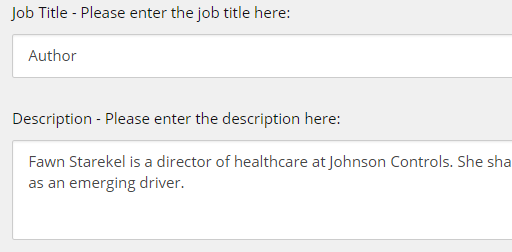 Job Title - Please enter the job title here:
Author
Description - Please enter the description here:
Fawn Starekel is a director of healthcare at Johnson Controls. She sha
as an emerging driver.